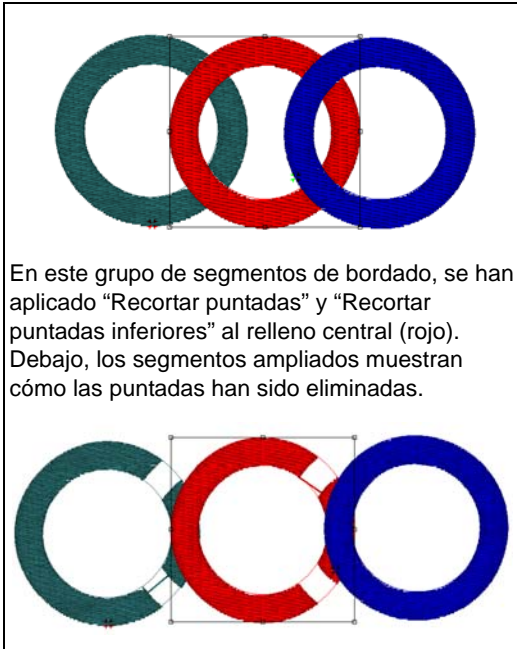 En este grupo de segmentos de bordado, se han
aplicado “Recortar puntadas” y “Recortar
puntadas inferiores” al relleno central (rojo).
Debajo, los segmentos ampliados muestran
cómo las puntadas han sido eliminadas.